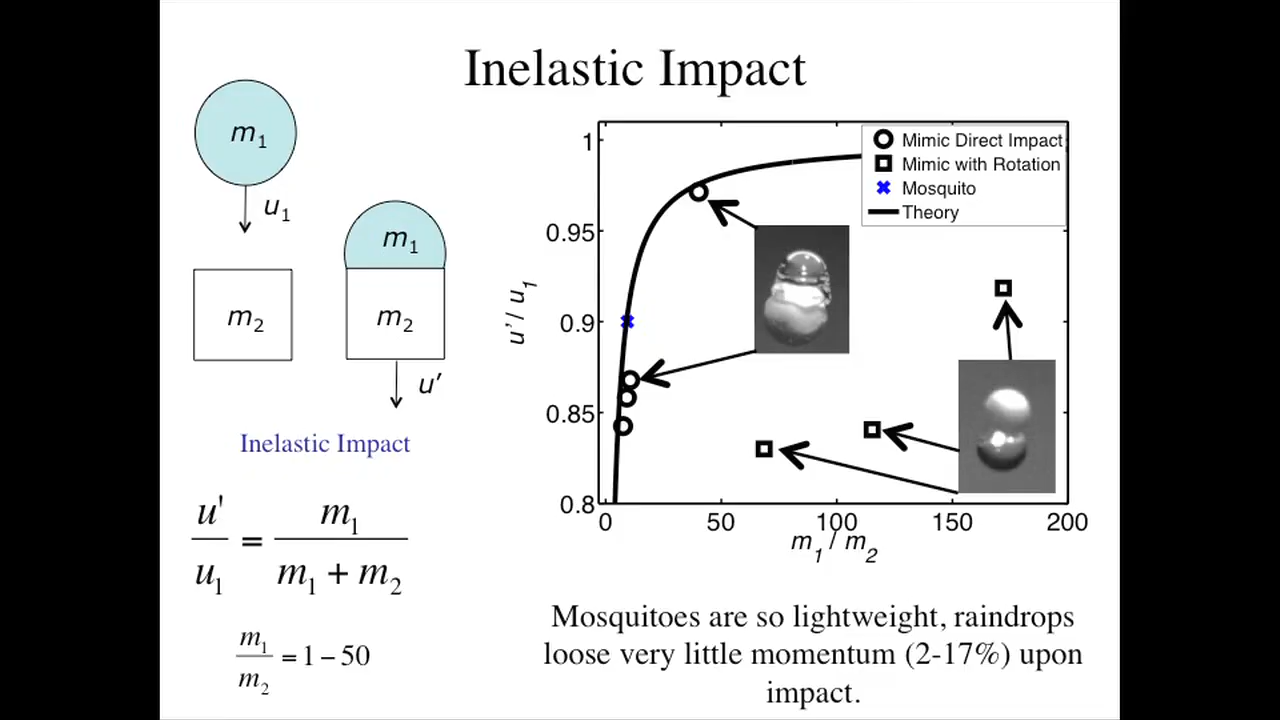 Inelastic Impact
m1
u1
m2
m1
m2
u'
Inelastic Impact
u'/u1 = m1/(m1 + m2)
m1/m2 = 1 – 50
Mimic Direct Impact
Mimic with Rotation
Mosquito
Theory
1
0.95
0.9
0.85
0.8
u'/ u1
0 50 100 150 200
m1 / m2
Mosquitoes are so lightweight, raindrops
loose very little momentum (2-17%) upon
impact.